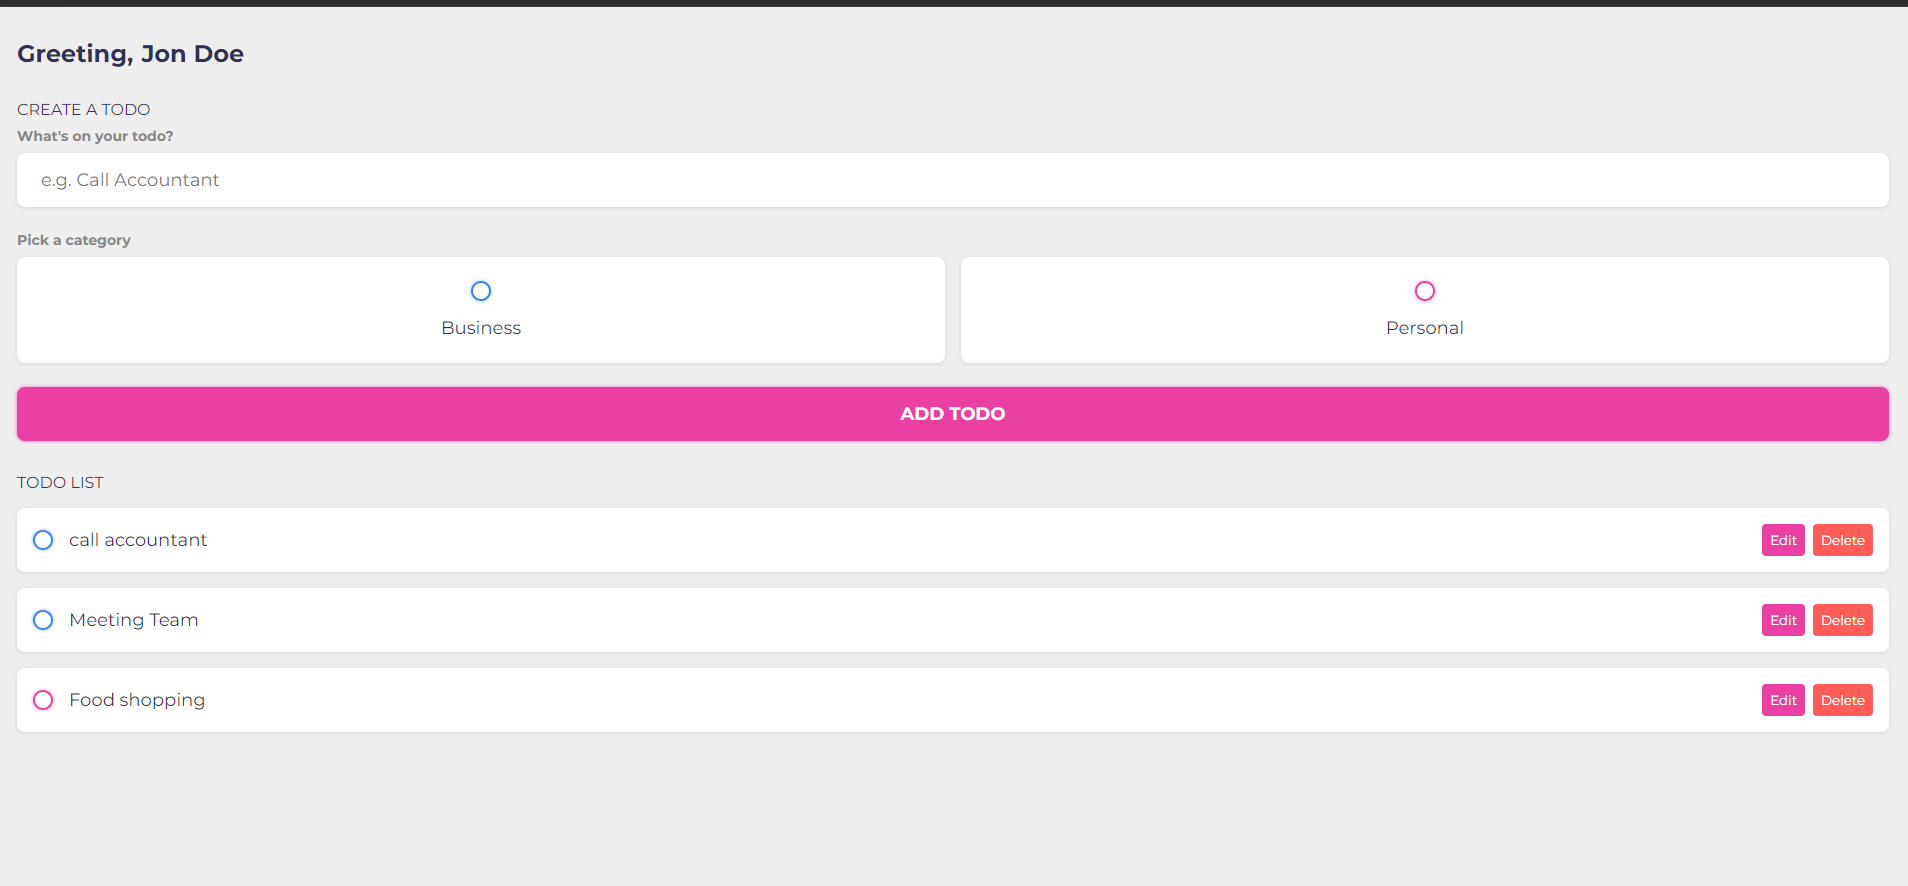 Greeting, Jon Doe
CREATE A TODO
What's on your todo?
e.g. Call Accountant
Pick a category
Business
Personal
ADD TODO
TODO LIST
call accountant
Edit Delete
Meeting Team
Edit Delete
Food shopping
Edit Delete